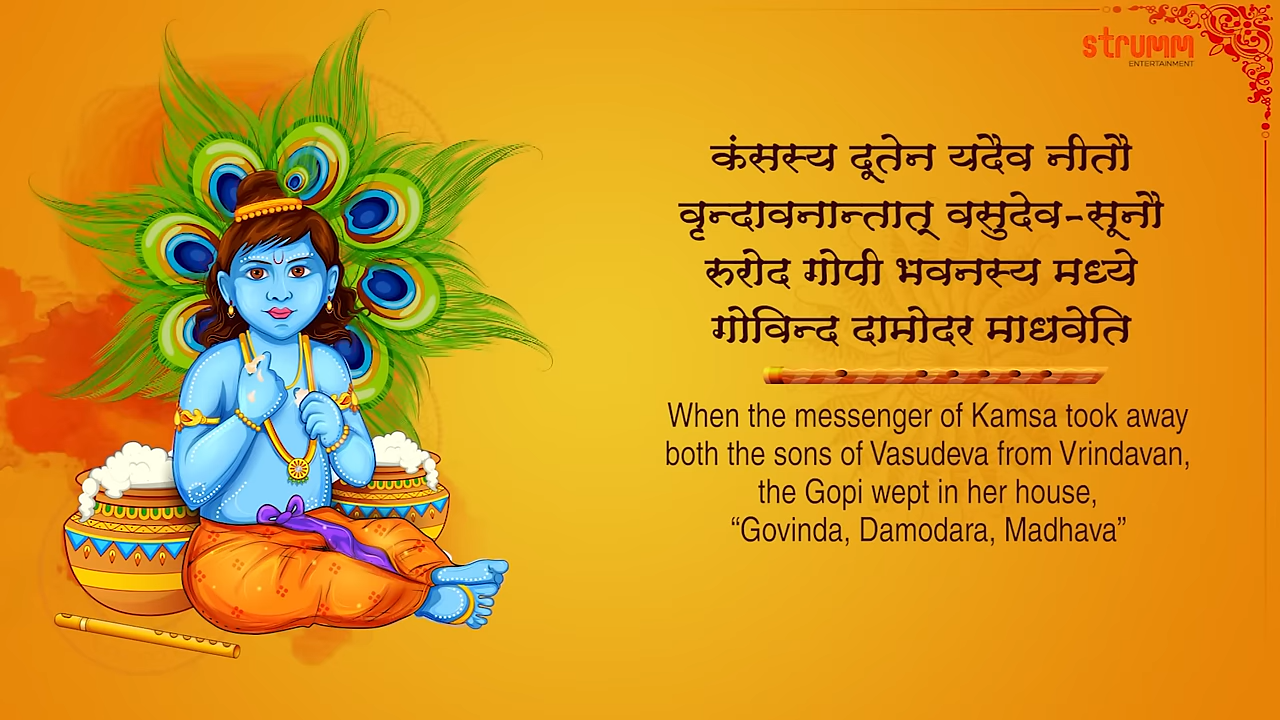 strumm
ENTERTAINMENT
कंसस्य दूतेन यदैव नीतौ
वृन्दावनान्तात् वसुदेव-सूनौ
रुरोद गोपी भवनस्य मध्ये
गोविन्द दामोदर माधवेति
When the messenger of Kamsa took away
both the sons of Vasudeva from Vrindavan,
the Gopi wept in her house,
“Govinda, Damodara, Madhava”